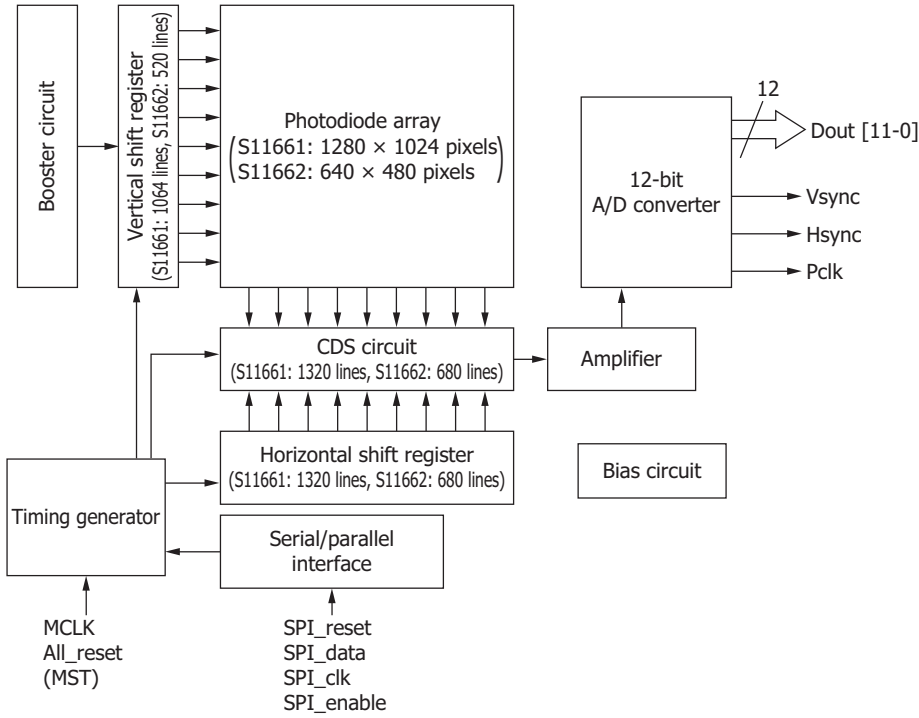 Booster circuit
Vertical shift register
(S11661: 1064 lines, S11662: 520 lines)
Photodiode array
(S11661: 1280 × 1024 pixels
S11662: 640 × 480 pixels)
12-bit
A/D converter
12
Dout [11-0]
Vsync
Hsync
Pclk
CDS circuit
(S11661: 1320 lines, S11662: 680 lines)
Amplifier
Horizontal shift register
(S11661: 1320 lines, S11662: 680 lines)
Bias circuit
Timing generator
Serial/parallel
interface
MCLK
All_reset
(MST)
SPI_reset
SPI_data
SPI_clk
SPI_enable